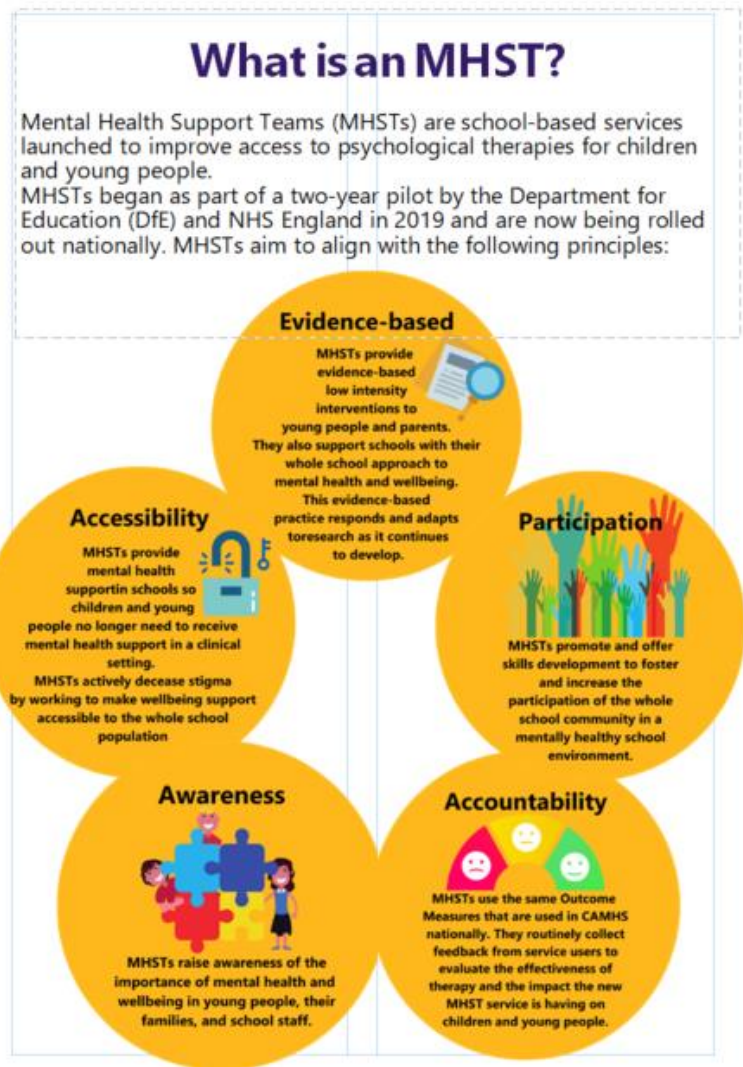 What is an MHST?
Mental Health Support Teams (MHSTs) are school-based services
launched to improve access to psychological therapies for children
and young people.
MHSTs began as part of a two-year pilot by the Department for
Education (DfE) and NHS England in 2019 and are now being rolled
out nationally. MHSTs aim to align with the following principles:
Evidence-based
MHSTs provide
evidence-based
low intensity
interventions to
young people and parents.
They also support schools with their
whole school approach to
mental health and wellbeing.
This evidence-based
practice responds and adapts
toresearch as it continues
to develop.
Accessibility
MHSTs provide
mental health
supportin schools so
children and young
people no longer need to receive
mental health support in a clinical
setting.
MHSTs actively decease stigma
by working to make wellbeing support
accessible to the whole school
population
Participation
MHSTs promote and offer
skills development to foster
and increase the
participation of the whole
school community in a
mentally healthy school
environment.
Awareness
MHSTs raise awareness of the
importance of mental health and
wellbeing in young people, their
families, and school staff.
Accountability
MHSTs use the same Outcome
Measures that are used in CAMHS
nationally. They routinely collect
feedback from service users to
evaluate the effectiveness of
therapy and the impact the new
MHST service is having on
children and young people.